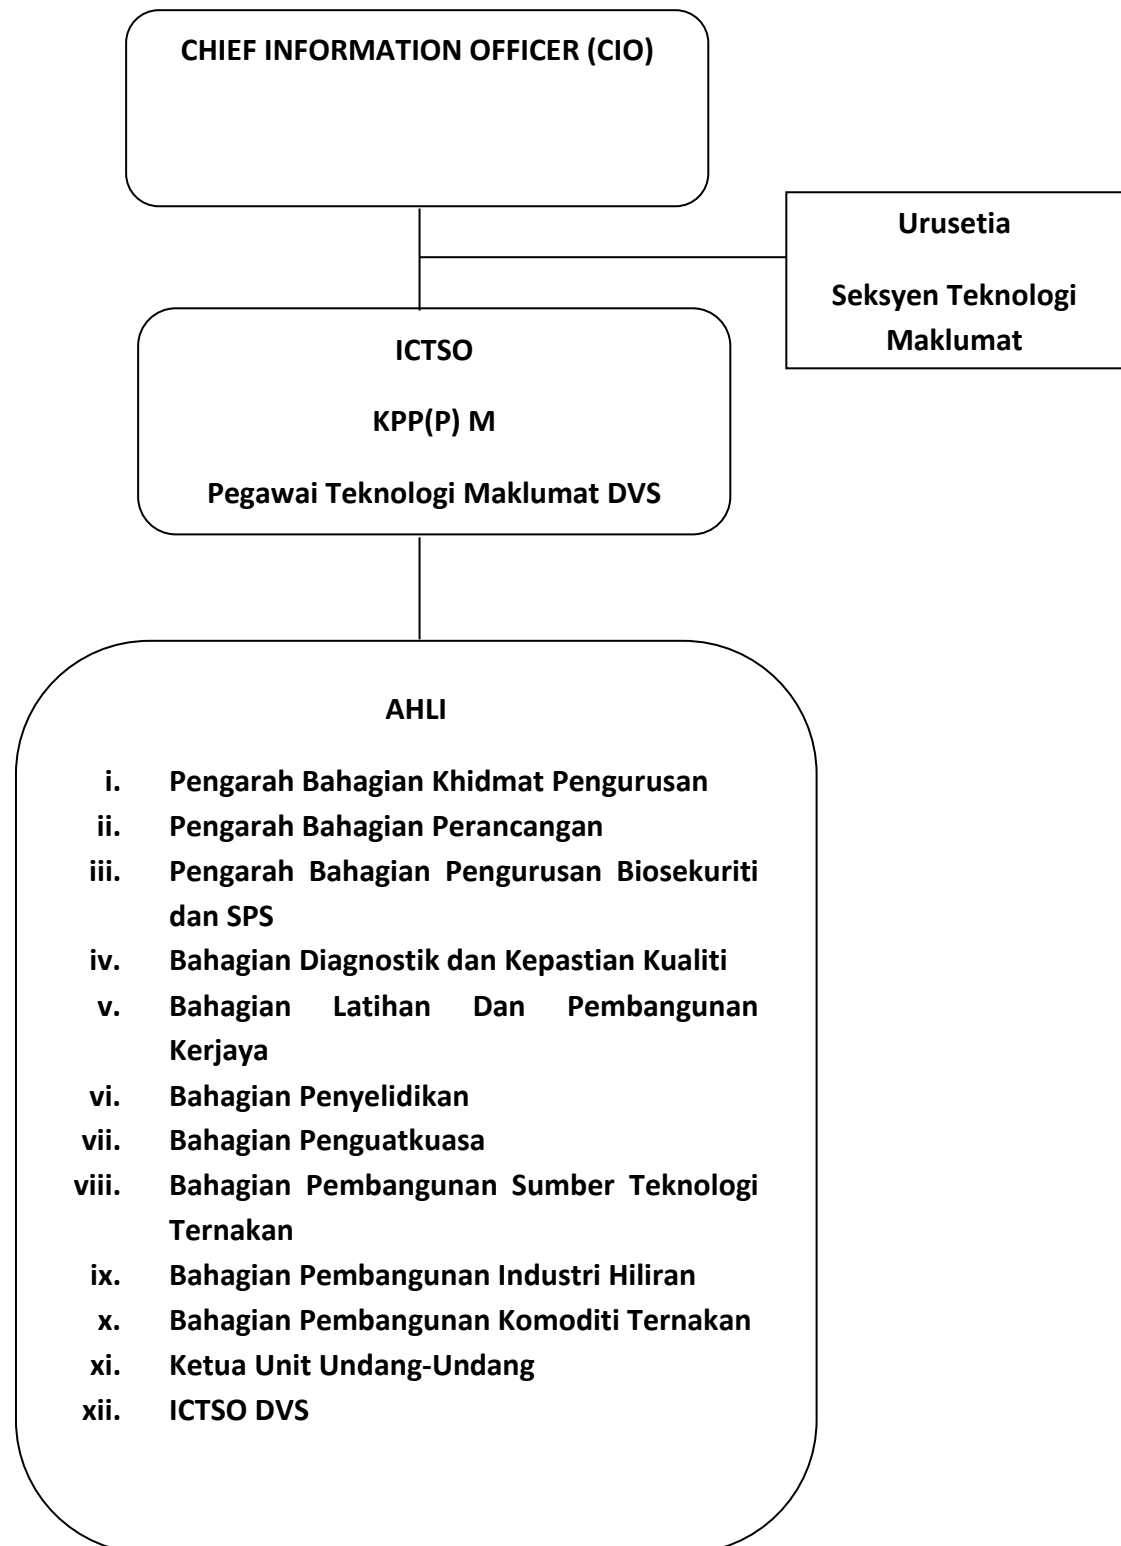 CHIEF INFORMATION OFFICER (CIO)
Urusetia
Seksyen Teknologi
Maklumat
ICTSO
KPP(P) M
Pegawai Teknologi Maklumat DVS
AHLI
i. Pengarah Bahagian Khidmat Pengurusan
ii. Pengarah Bahagian Perancangan
iii. Pengarah Bahagian Pengurusan Biosekuriti
dan SPS
iv. Bahagian Diagnostik dan Kepastian Kualiti
v. Bahagian Latihan Dan Pembangunan
Kerjaya
vi. Bahagian Penyelidikan
vii. Bahagian Penguatkuasa
viii. Bahagian Pembangunan Sumber Teknologi
Ternakan
ix. Bahagian Pembangunan Industri Hiliran
x. Bahagian Pembangunan Komoditi Ternakan
xi. Ketua Unit Undang-Undang
xii. ICTSO DVS